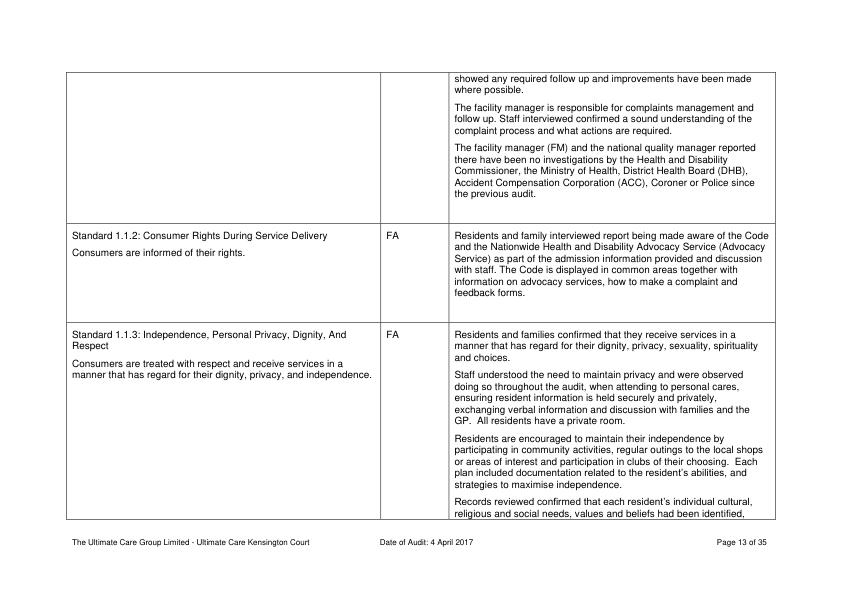 showed any required follow up and improvements have been made
where possible.
The facility manager is responsible for complaints management and
follow up. Staff interviewed confirmed a sound understanding of the
complaint process and what actions are required.
The facility manager (FM) and the national quality manager reported
there have been no investigations by the Health and Disability
Commissioner, the Ministry of Health, District Health Board (DHB),
Accident Compensation Corporation (ACC), Coroner or Police since
the previous audit.
Standard 1.1.2: Consumer Rights During Service Delivery
Consumers are informed of their rights.
FA
Residents and family interviewed report being made aware of the Code
and the Nationwide Health and Disability Advocacy Service (Advocacy
Service) as part of the admission information provided and discussion
with staff. The Code is displayed in common areas together with
information on advocacy services, how to make a complaint and
feedback forms.
Standard 1.1.3: Independence, Personal Privacy, Dignity, And
Respect
Consumers are treated with respect and receive services in a
manner that has regard for their dignity, privacy, and independence.
FA
Residents and families confirmed that they receive services in a
manner that has regard for their dignity, privacy, sexuality, spirituality
and choices.
Staff understood the need to maintain privacy and were observed
doing so throughout the audit, when attending to personal cares,
ensuring resident information is held securely and privately,
exchanging verbal information and discussion with families and the
GP.  All residents have a private room.
Residents are encouraged to maintain their independence by
participating in community activities, regular outings to the local shops
or areas of interest and participation in clubs of their choosing.  Each
plan included documentation related to the resident's abilities, and
strategies to maximise independence.
Records reviewed confirmed that each resident's individual cultural,
religious and social needs, values and beliefs had been identified,
The Ultimate Care Group Limited - Ultimate Care Kensington Court
Date of Audit: 4 April 2017
Page 13 of 35